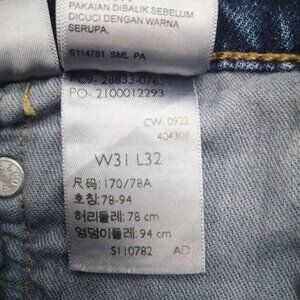 PAKAIAN DIBALIK SEBELUM
DICUCI DENGAN WARNA
SERUPA.
S114781 SML PA
PC9- 28833-0765
PO- 2100012293
CW-0922
404309
W31 L32
尺码: 170/78A
호칭: 78-94
허리둘레: 78 cm
엉덩이둘레: 94 cm
S110782 AD